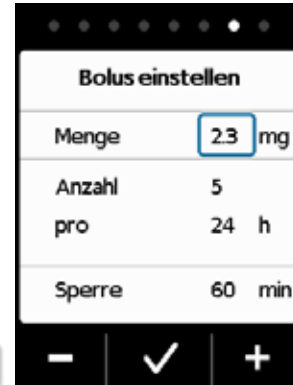 Bolus einstellen
Menge 2.3 mg
Anzahl 5
pro 24 h
Sperre 60 min